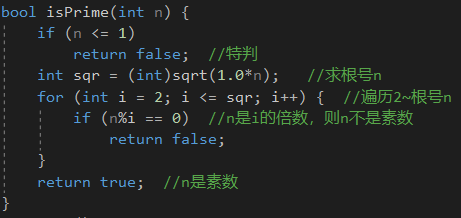 bool isPrime(int n) {
    if (n <= 1)
        return false;  //特判
    int sqr = (int)sqrt(1.0*n);   //求根号n
    for (int i = 2; i <= sqr; i++) {  //遍历2~根号n
        if (n%i == 0)  //n是i的倍数，则n不是素数
            return false;
    }
    return true;  //n是素数
}